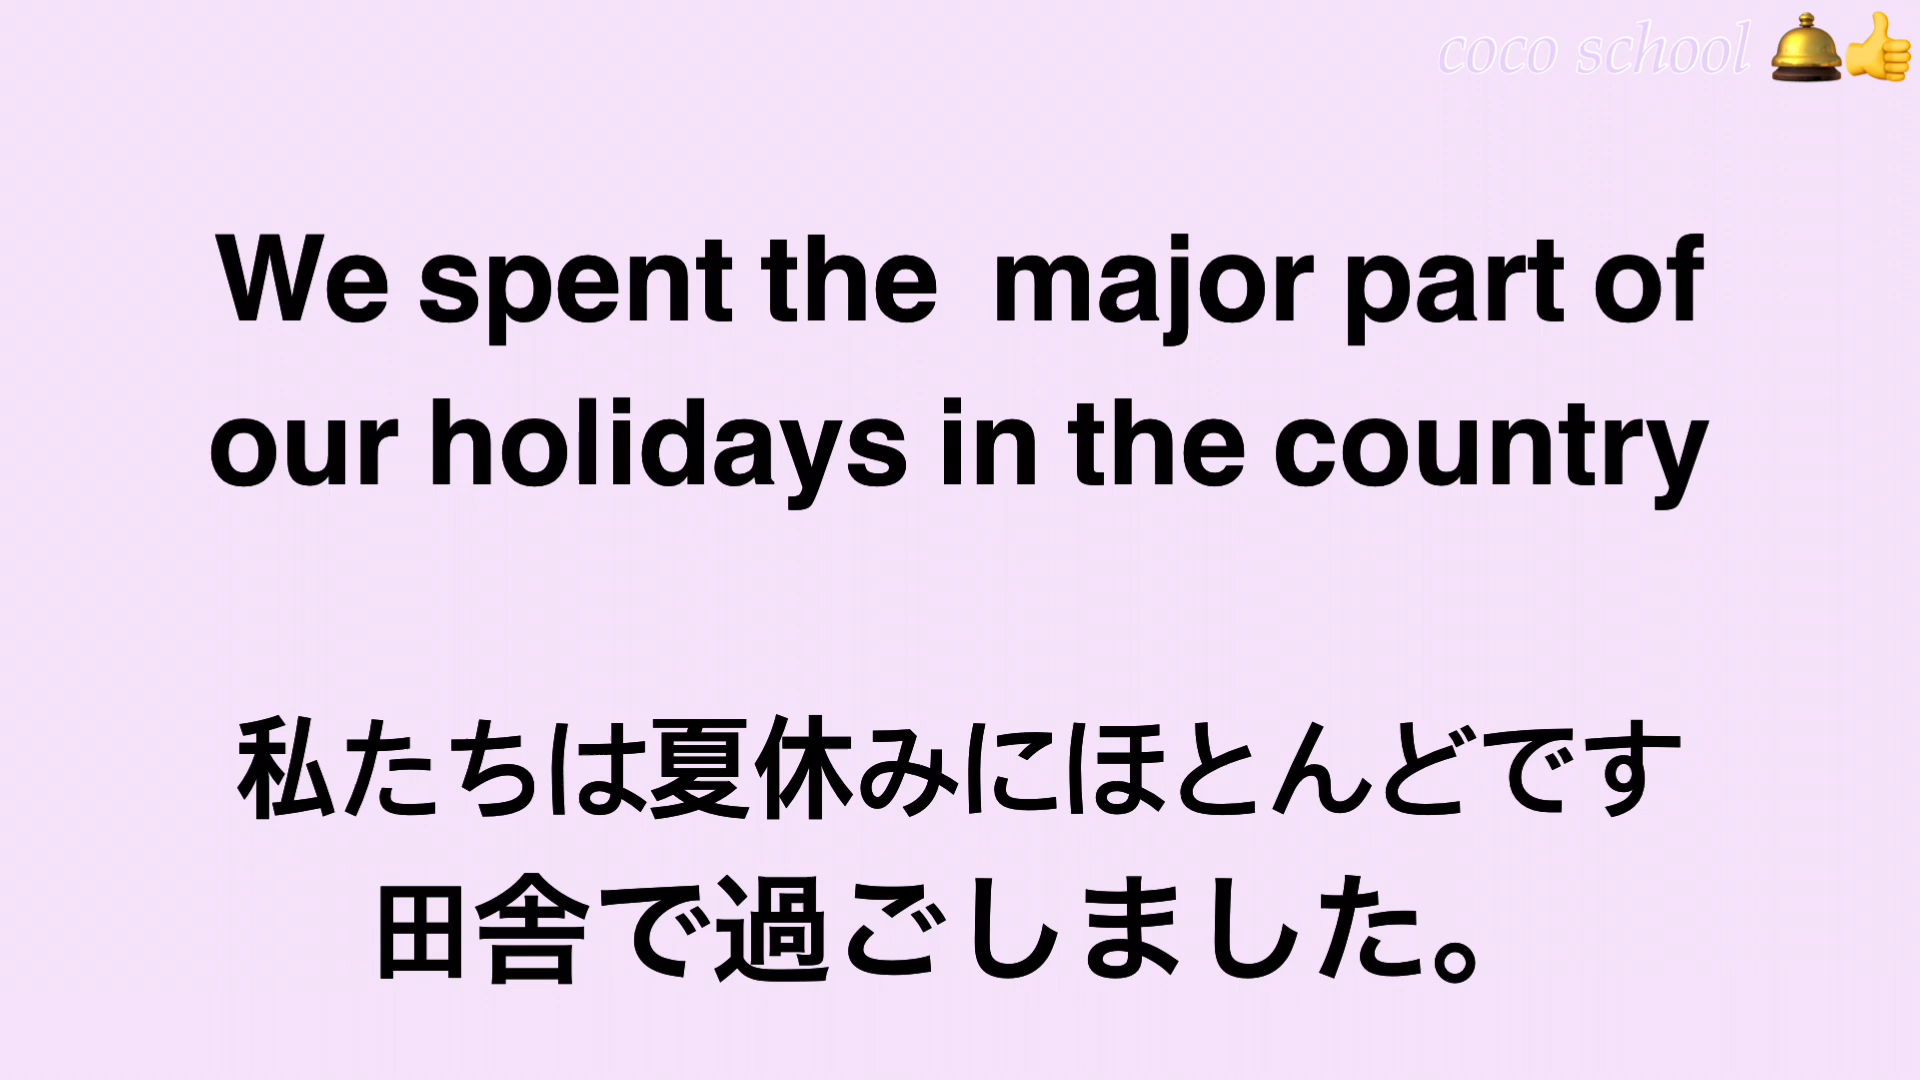 coco school
We spent the  major part of
our holidays in the country
私たちは夏休みにほとんどです
田舎で過ごしました。